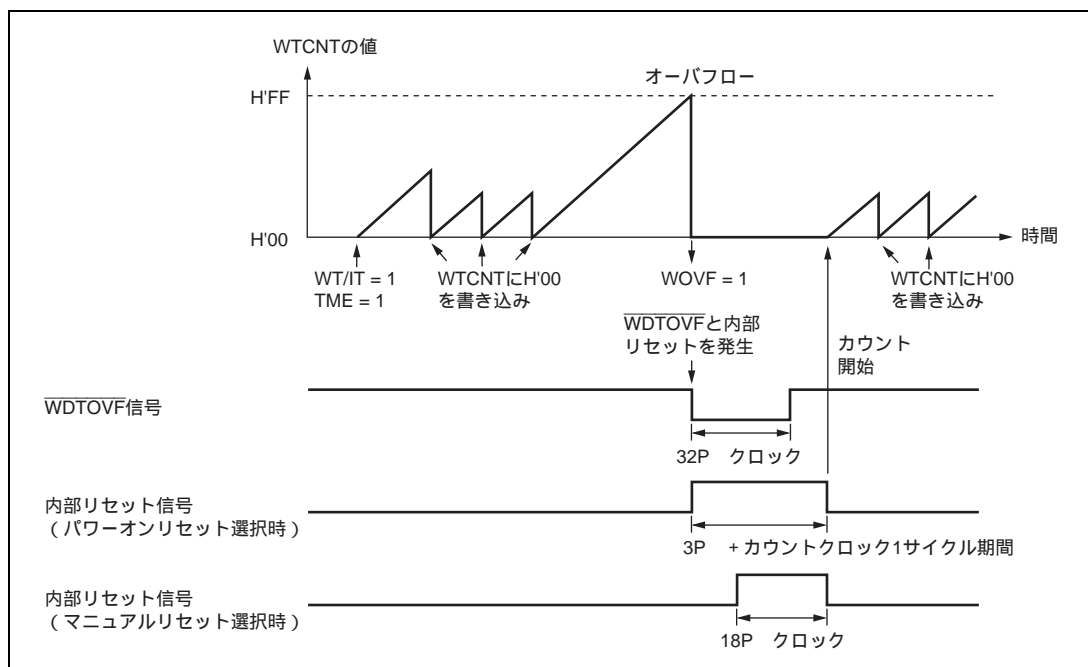 WTCNTの値
オーバフロー
H'FF
H'00
時間
WT/IT = 1
TME = 1
WTCNTにH'00
を書き込み
WOVF = 1
WTCNTにH'00
を書き込み
WDTOVFと内部
リセットを発生
カウント
開始
WDTOVF信号
32P クロック
内部リセット信号
(パワーオンリセット選択時)
3P +カウントクロック1サイクル期間
内部リセット信号
(マニュアルリセット選択時)
18P クロック